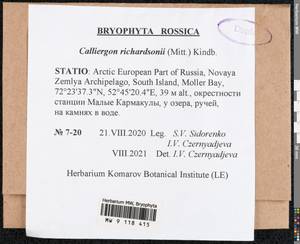 BRYOPHYTA ROSSICA
Calliergon richardsonii (Mitt.) Kindb.
STATIO: Arctic European Part of Russia, Novaya
Zemlya Archipelago, South Island, Moller Bay,
72°23'37.3"N, 52°45'20.4"E, 39 м alt., окрестности
станции Малые Кармакулы, у озера, ручей,
на камнях в воде.
№ 7-20 21.VIII.2020 Leg. S.V. Sidorenko
I.V. Czernyadjeva
VIII.2021 Det. I.V. Czernyadjeva
Herbarium Komarov Botanical Institute (LE)
Herbarium MW, Bryophyta
MW 9 118 415